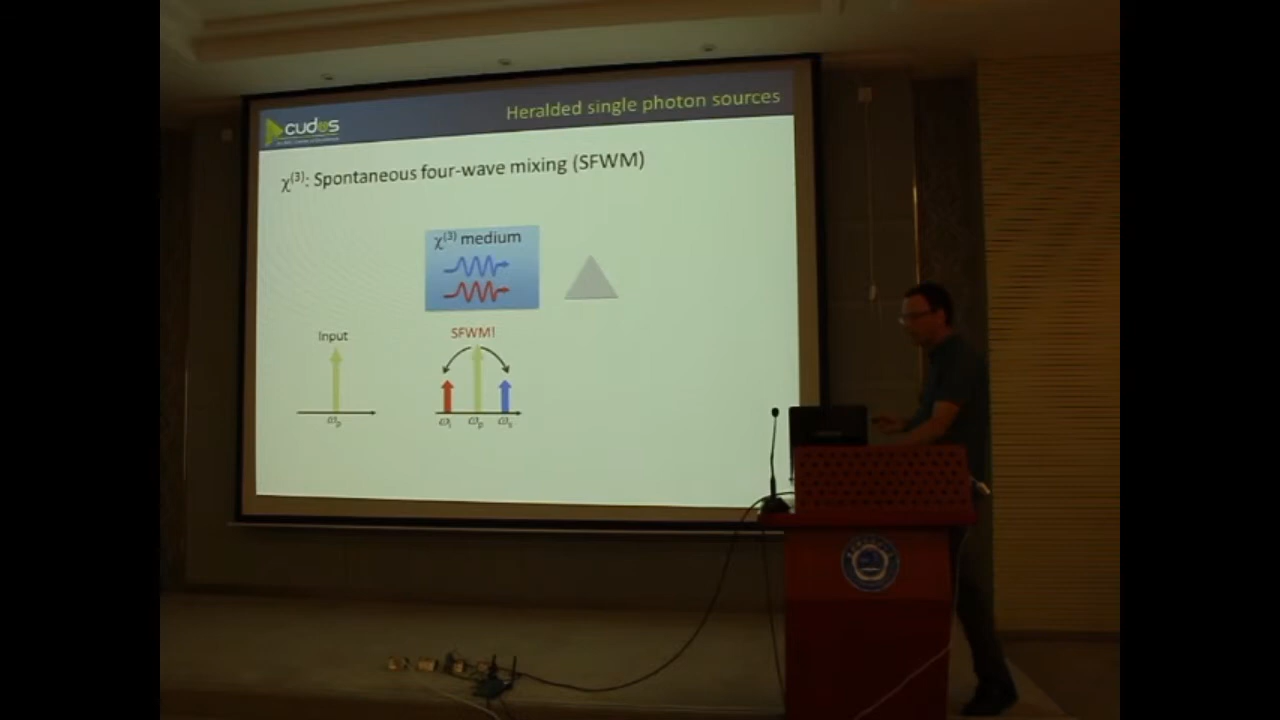 Heralded single photon sources
cudos
χ(3): Spontaneous four-wave mixing (SFWM)
χ(3) medium
Input
SFWM!
ωp
ωi ωp ωs